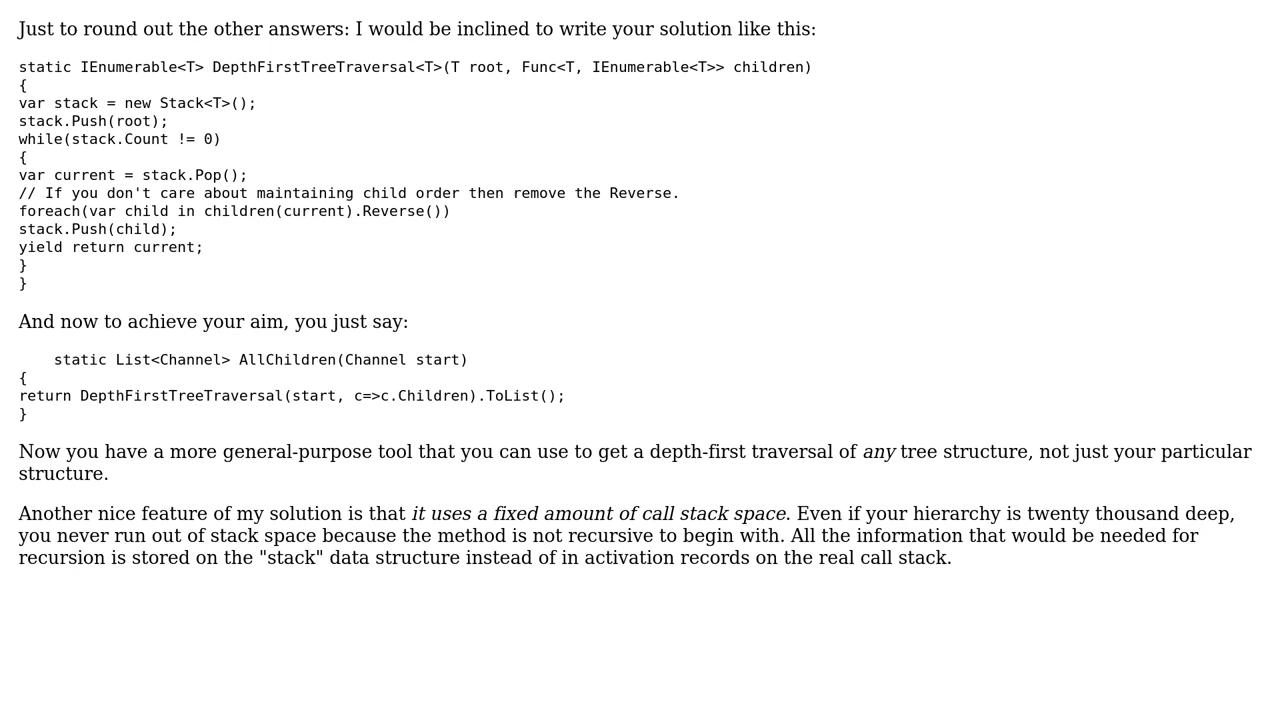 Just to round out the other answers: I would be inclined to write your solution like this:
static IEnumerable<T> DepthFirstTreeTraversal<T>(T root, Func<T, IEnumerable<T>> children)
{
var stack = new Stack<T>();
stack.Push(root);
while(stack.Count != 0)
{
var current = stack.Pop();
// If you don't care about maintaining child order then remove the Reverse.
foreach(var child in children(current).Reverse())
stack.Push(child);
yield return current;
}
}
And now to achieve your aim, you just say:
    static List<Channel> AllChildren(Channel start)
{
return DepthFirstTreeTraversal(start, c=>c.Children).ToList();
}
Now you have a more general-purpose tool that you can use to get a depth-first traversal of any tree structure, not just your particular
structure.
Another nice feature of my solution is that it uses a fixed amount of call stack space. Even if your hierarchy is twenty thousand deep,
you never run out of stack space because the method is not recursive to begin with. All the information that would be needed for
recursion is stored on the "stack" data structure instead of in activation records on the real call stack.